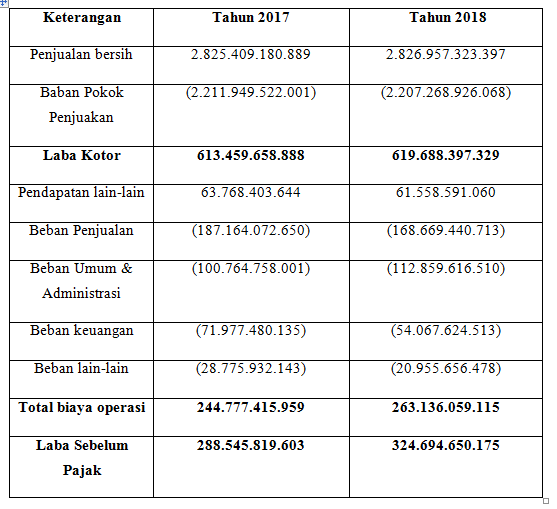 Keterangan Tahun 2017 Tahun 2018
Penjualan bersih 2.825.409.180.889 2.826.957.323.397
Baban Pokok (2.211.949.522.001) (2.207.268.926.068)
Penjuakan
Laba Kotor 613.459.658.888 619.688.397.329
Pendapatan lain-lain 63.768.403.644 61.558.591.060
Beban Penjualan (187.164.072.650) (168.669.440.713)
Beban Umum & (100.764.758.001) (112.859.616.510)
Administrasi
Beban keuangan (71.977.480.135) (54.067.624.513)
Beban lain-lain (28.775.932.143) (20.955.656.478)
Total biaya operasi 244.777.415.959 263.136.059.115
Laba Sebelum 288.545.819.603 324.694.650.175
Pajak